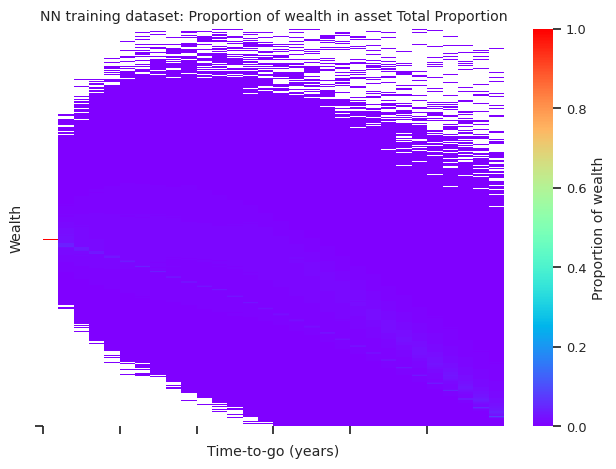 NN training dataset: Proportion of wealth in asset Total Proportion
Wealth
Time-to-go (years)
1.0
0.8
0.6
0.4
0.2
0.0
Proportion of wealth